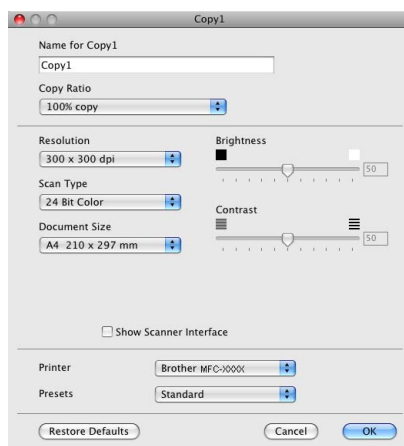 Copy1
Name for Copy1
Copy1
Copy Ratio
100% copy
Resolution
300 x 300 dpi
Scan Type
24 Bit Color
Document Size
A4 210 x 297 mm
Brightness
50
Contrast
50
Show Scanner Interface
Printer
Brother MFC-XXXX
Presets
Standard
Restore Defaults
Cancel
OK